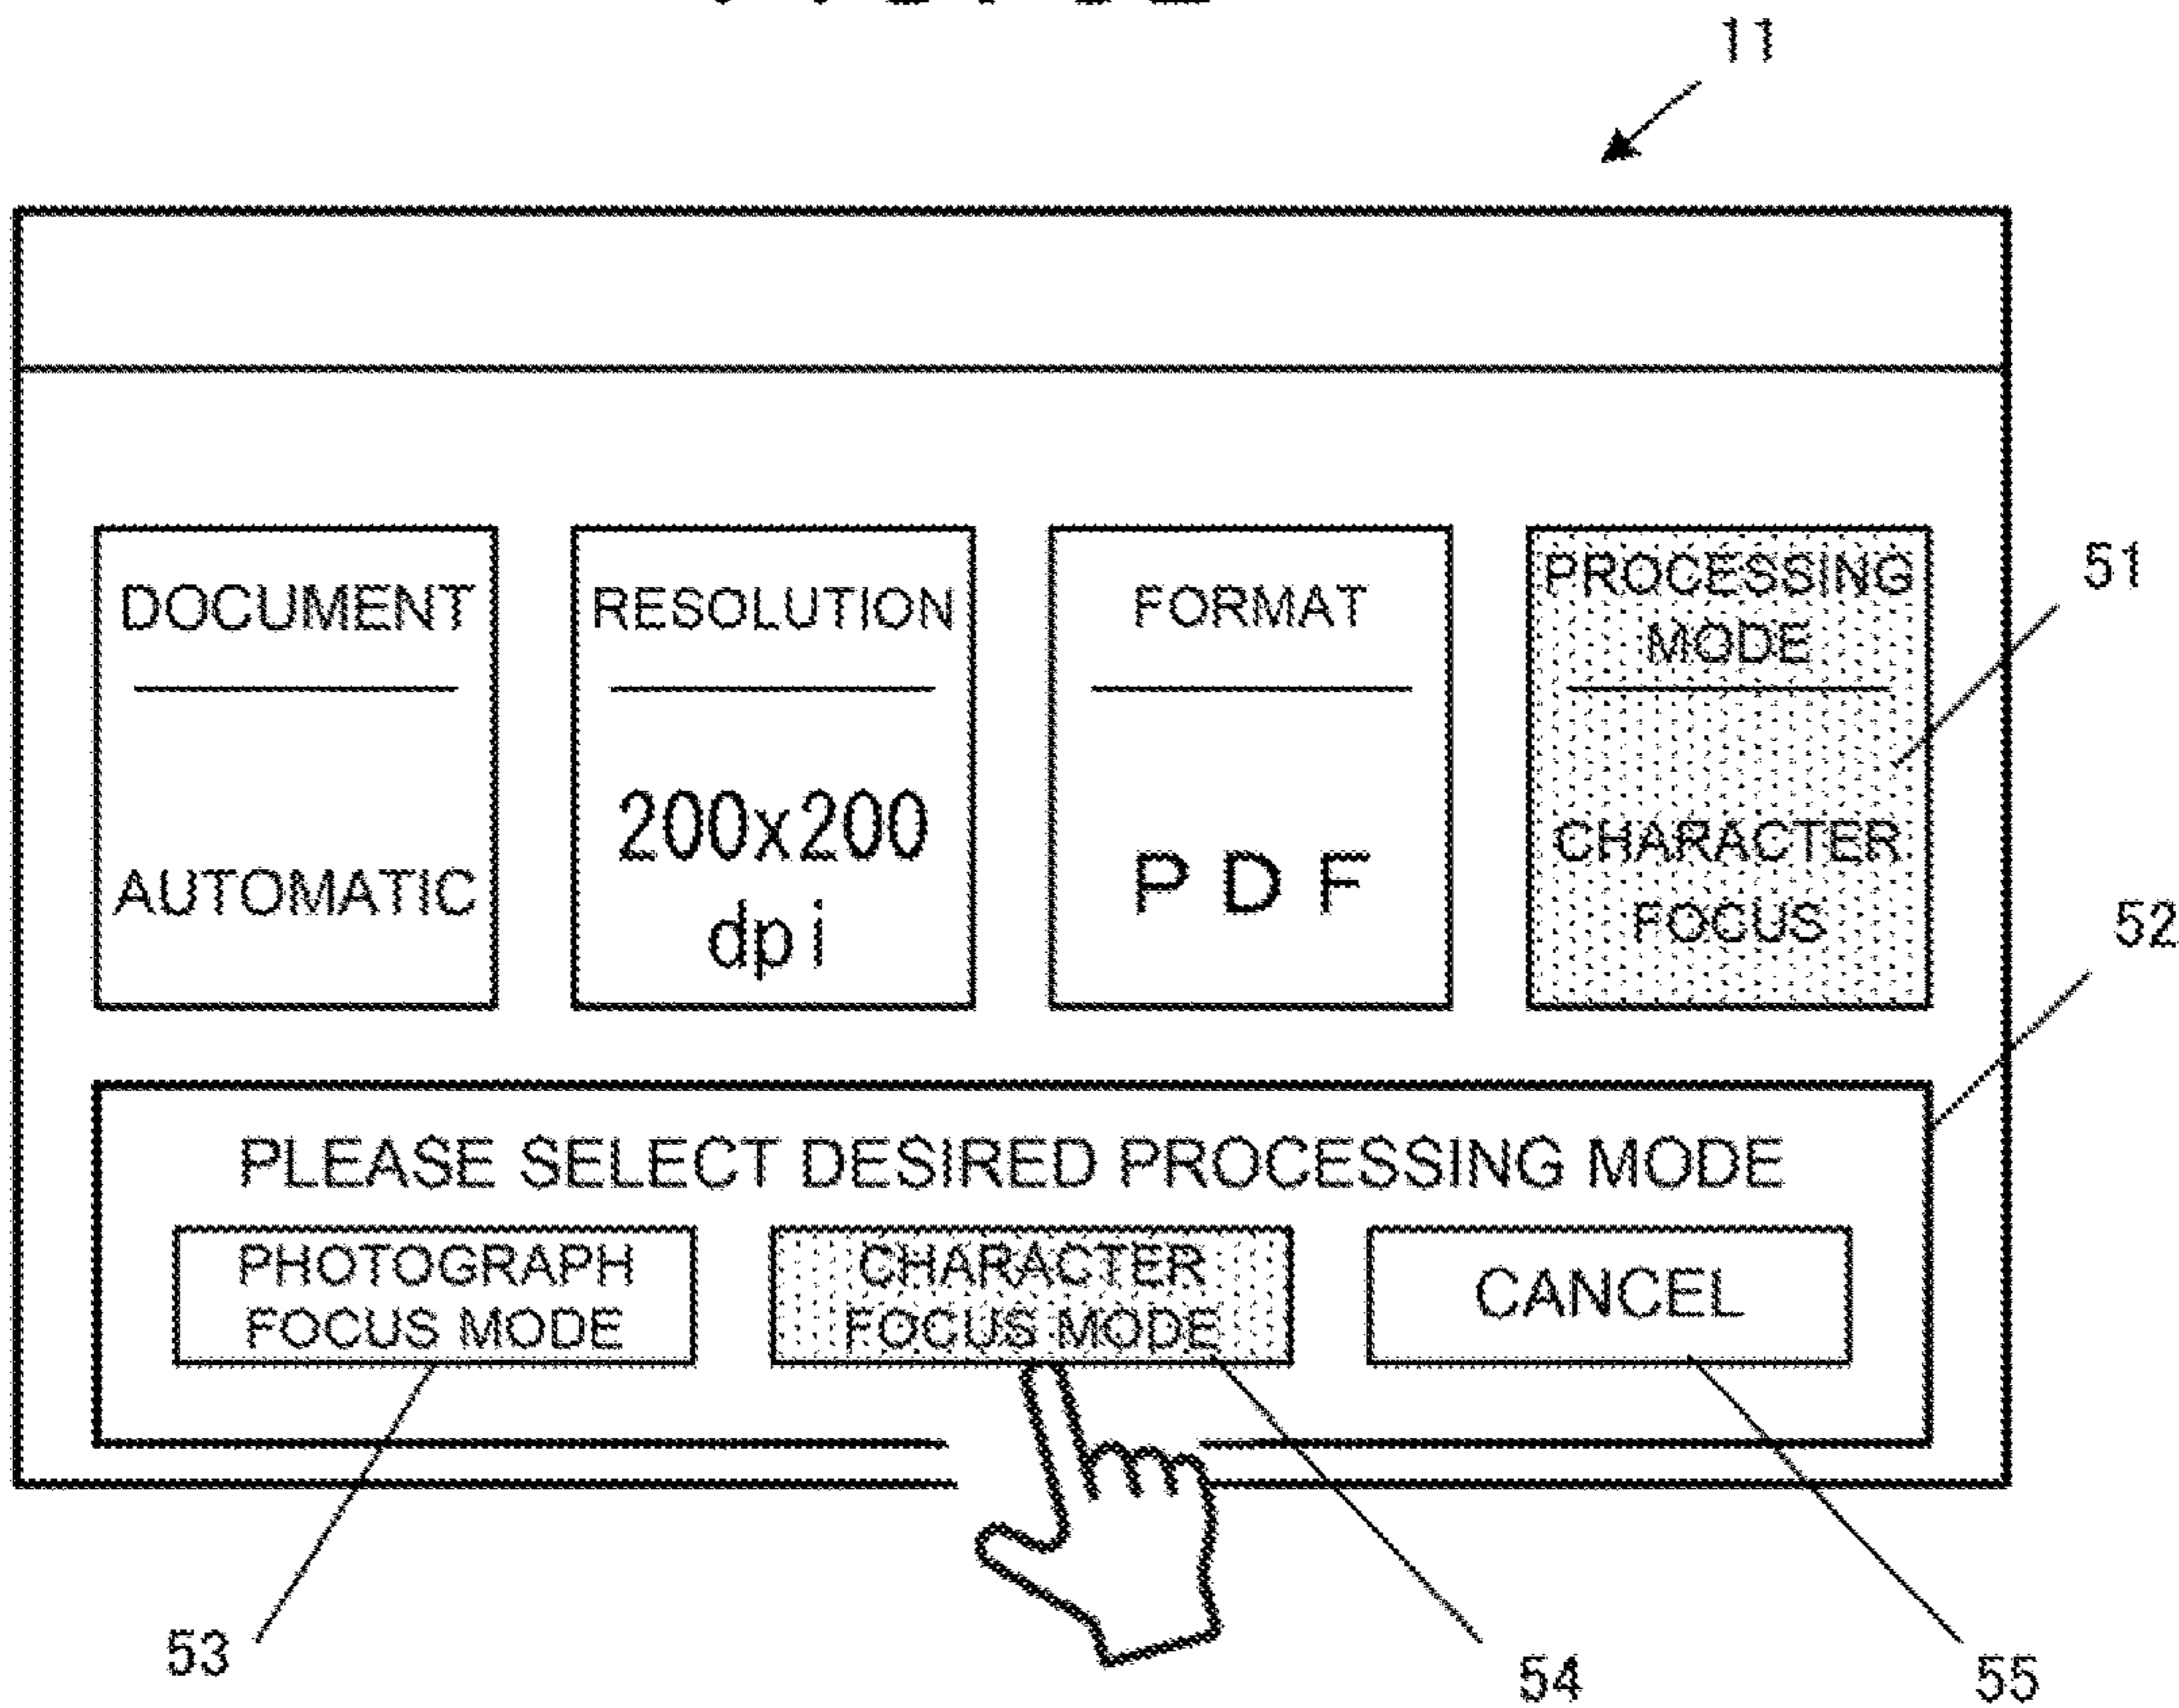 11
DOCUMENT
AUTOMATIC
RESOLUTION
200x200
dpi
FORMAT
PDF
PROCESSING
MODE
CHARACTER
FOCUS
51
52
PLEASE SELECT DESIRED PROCESSING MODE
PHOTOGRAPH
FOCUS MODE
CHARACTER
FOCUS MODE
CANCEL
53
54
55